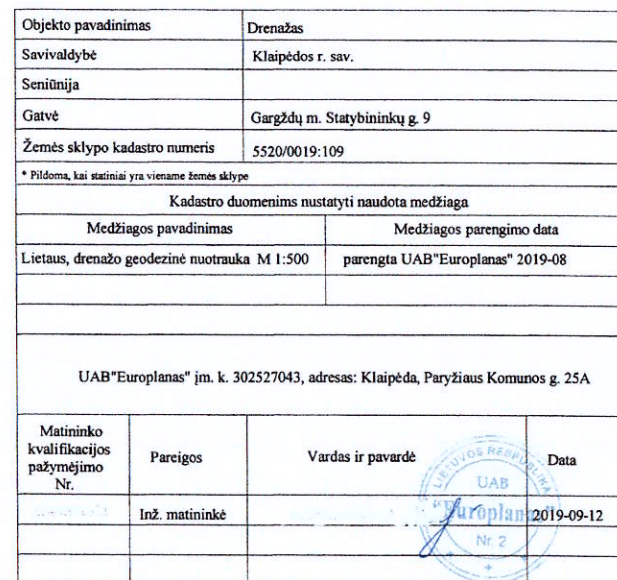 Objekto pavadinimas Drenažas
Savivaldybė Klaipėdos r. sav.
Seniūnija
Gatvė Gargždų m. Statybininkų g. 9
Žemės sklypo kadastro numeris 5520/0019:109
* Pildoma, kai statiniai yra viename žemės sklype
Kadastro duomenims nustatyti naudota medžiaga
Medžiagos pavadinimas Medžiagos parengimo data
Lietaus, drenažo geodezinė nuotrauka M 1:500 parengta UAB"Europlanas" 2019-08
UAB"Europlanas" įm. k. 302527043, adresas: Klaipėda, Paryžiaus Komunos g. 25A
Matininko
kvalifikacijos
pažymėjimo
Nr.
Pareigos
Vardas ir pavardė
Data
Inž. matininkė 2019-09-12
LIETUVOS RESPUBLIKA
UAB
"Europlanas"
Nr. 2